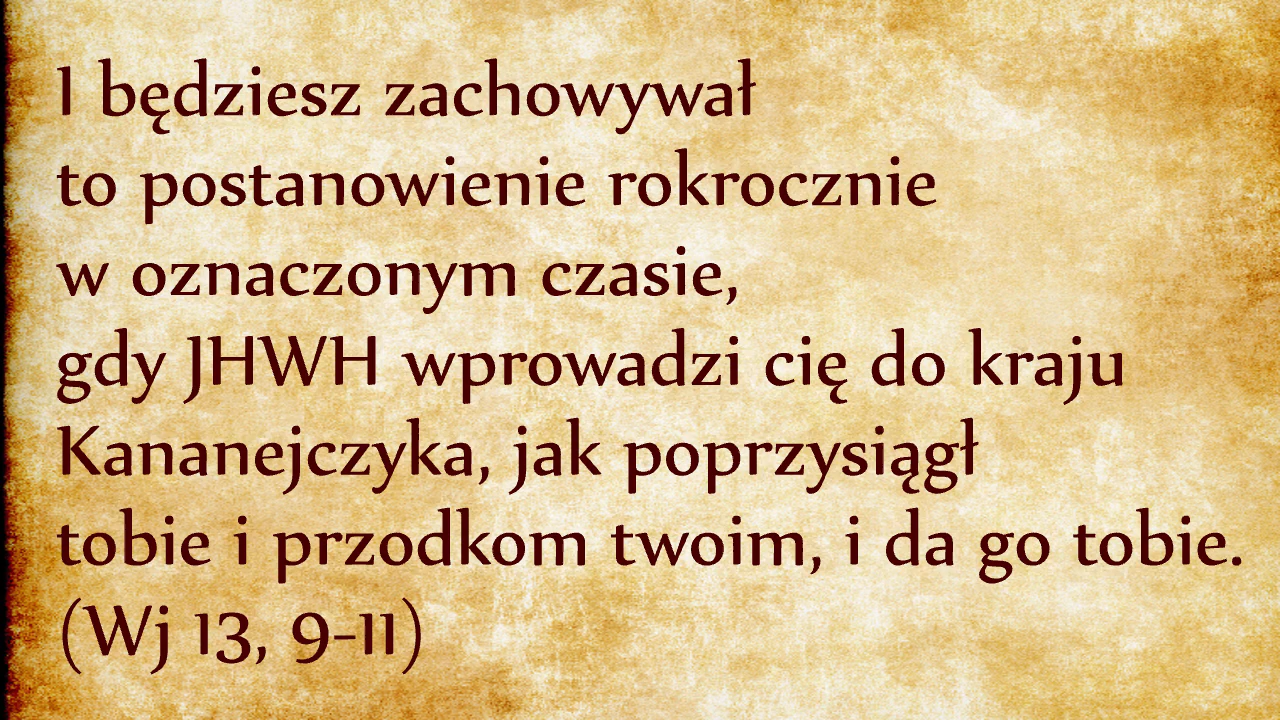 I będziesz zachowywał
to postanowienie rokrocznie
w oznaczonym czasie,
gdy JHWH wprowadzi cię do kraju
Kananejczyka, jak poprzysiągł
tobie i przodkom twoim, i da go tobie.
(Wj 13, 9-11)